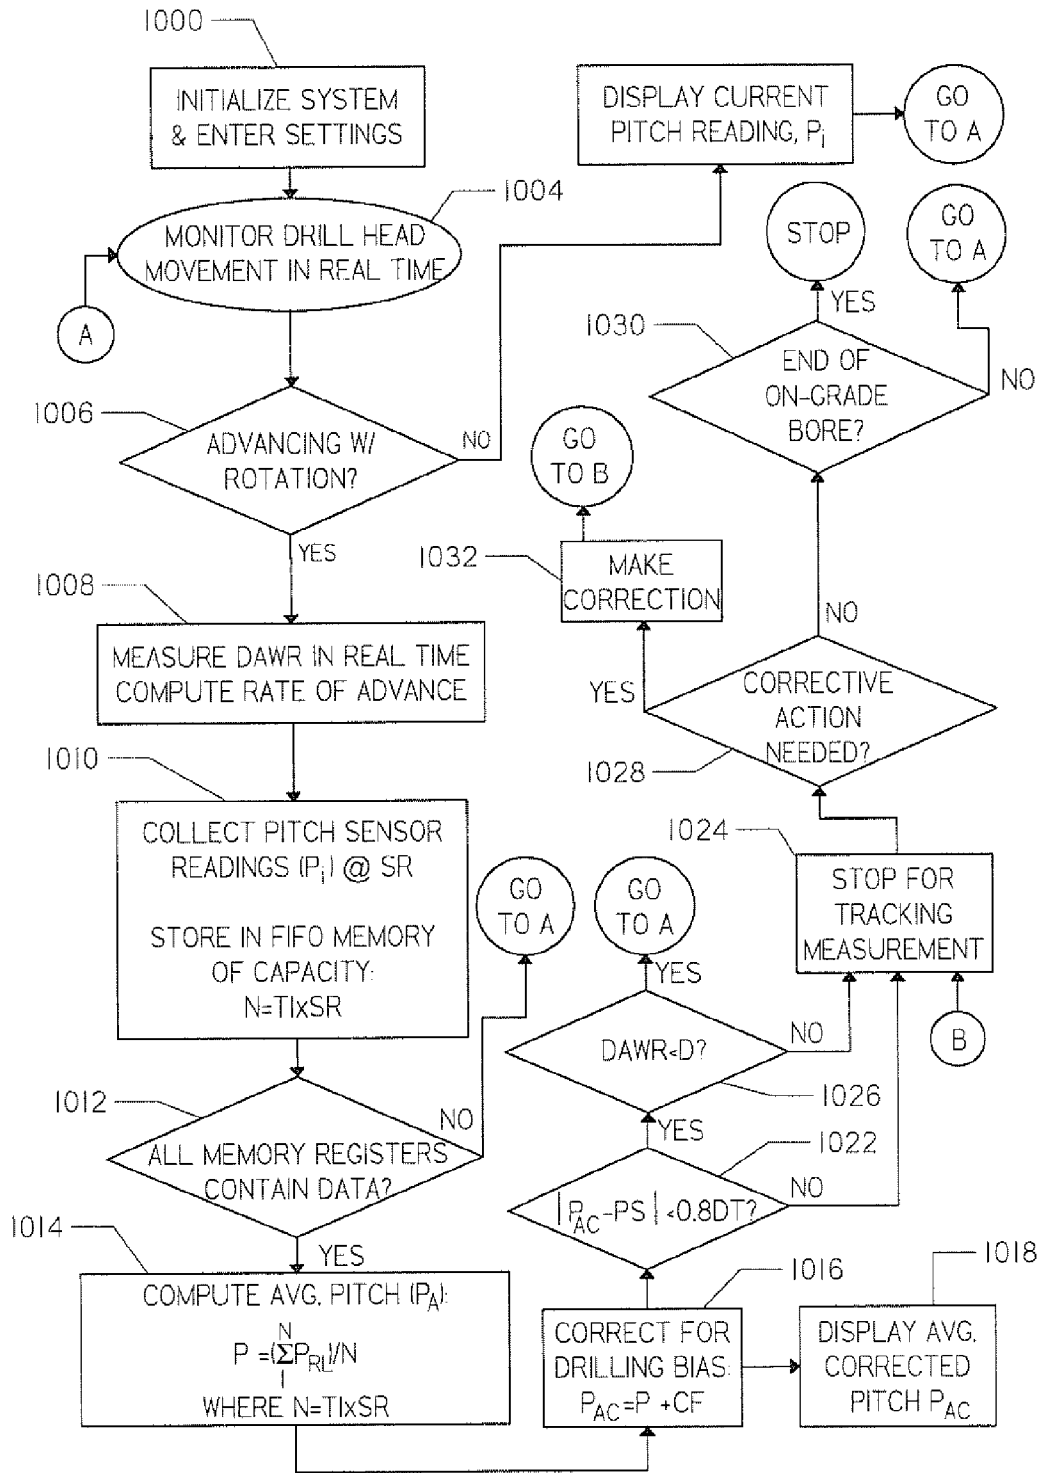 1000
INITIALIZE SYSTEM
& ENTER SETTINGS
1004
MONITOR DRILL HEAD
MOVEMENT IN REAL TIME
A
1006
ADVANCING W/
ROTATION?
NO
YES
DISPLAY CURRENT
PITCH READING, Pi
GO
TO A
1008
MEASURE DAWR IN REAL TIME
COMPUTE RATE OF ADVANCE
1010
COLLECT PITCH SENSOR
READINGS (Pi) @ SR
STORE IN FIFO MEMORY
OF CAPACITY:
N=TIxSR
1012
ALL MEMORY REGISTERS
CONTAIN DATA?
NO
GO
TO A
YES
1014
COMPUTE AVG. PITCH (PA):
N
P =(ΣPRL)/N
1
WHERE N=TIxSR
1016
CORRECT FOR
DRILLING BIAS:
PAC=P +CF
1018
DISPLAY AVG.
CORRECTED
PITCH PAC
1022
|PAC-PS| <0.8DT?
NO
YES
1026
DAWR<D?
NO
YES
GO
TO A
B
1024
STOP FOR
TRACKING
MEASUREMENT
1028
CORRECTIVE
ACTION
NEEDED?
YES
NO
1032
MAKE
CORRECTION
GO
TO B
1030
END OF
ON-GRADE
BORE?
YES
STOP
NO
GO
TO A